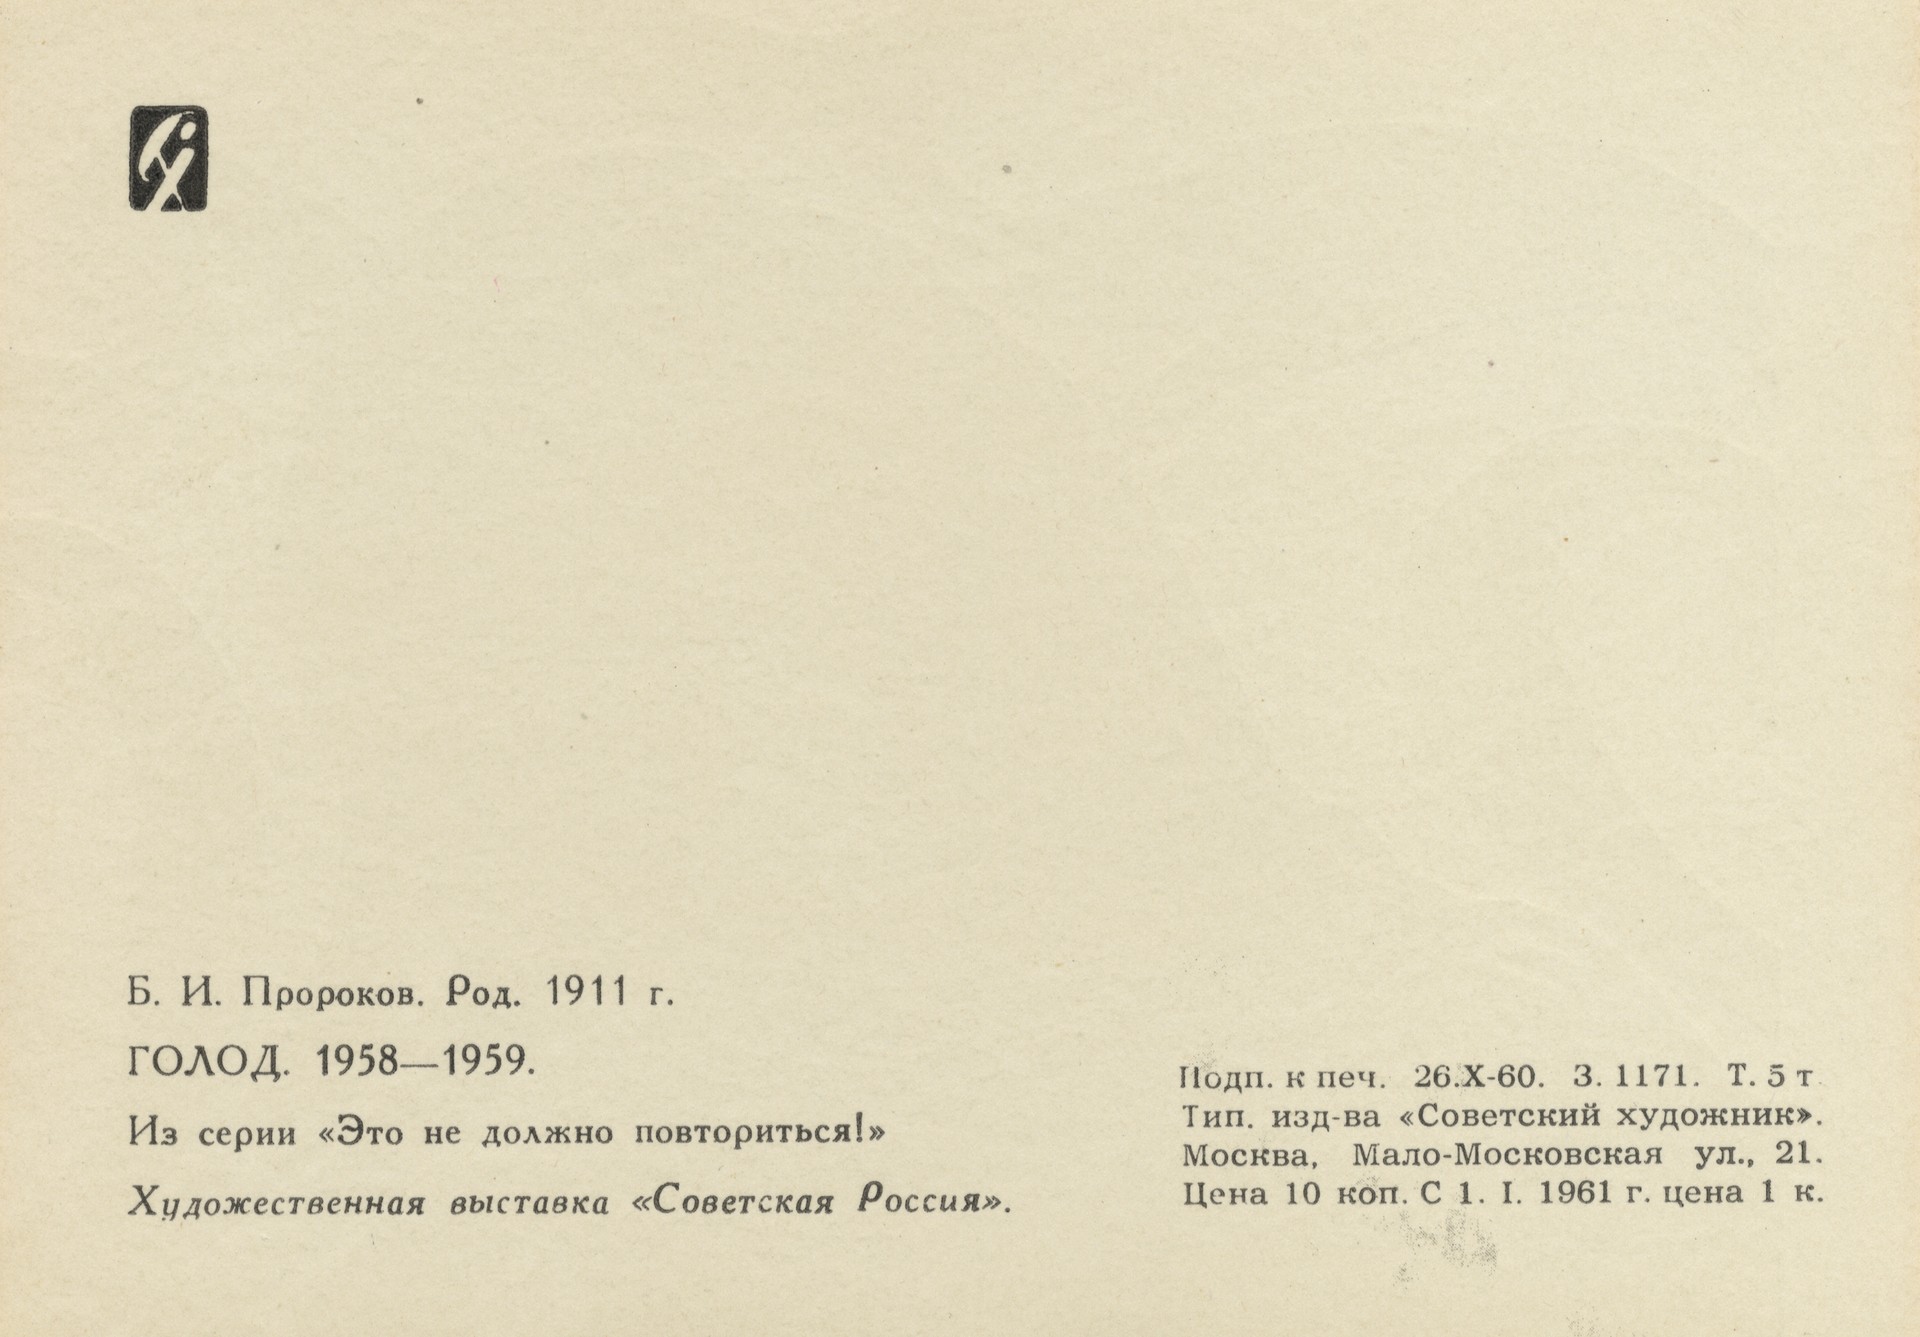 Б. И. Пророков. Род. 1911 г.
ГОЛОД. 1958—1959.
Из серии «Это не должно повториться!»
Художественная выставка «Советская Россия».
Подп. к печ. 26.X-60. З. 1171. Т. 5 т
Тип. изд-ва «Советский художник».
Москва, Мало-Московская ул., 21.
Цена 10 коп. С 1. I. 1961 г. цена 1 к.